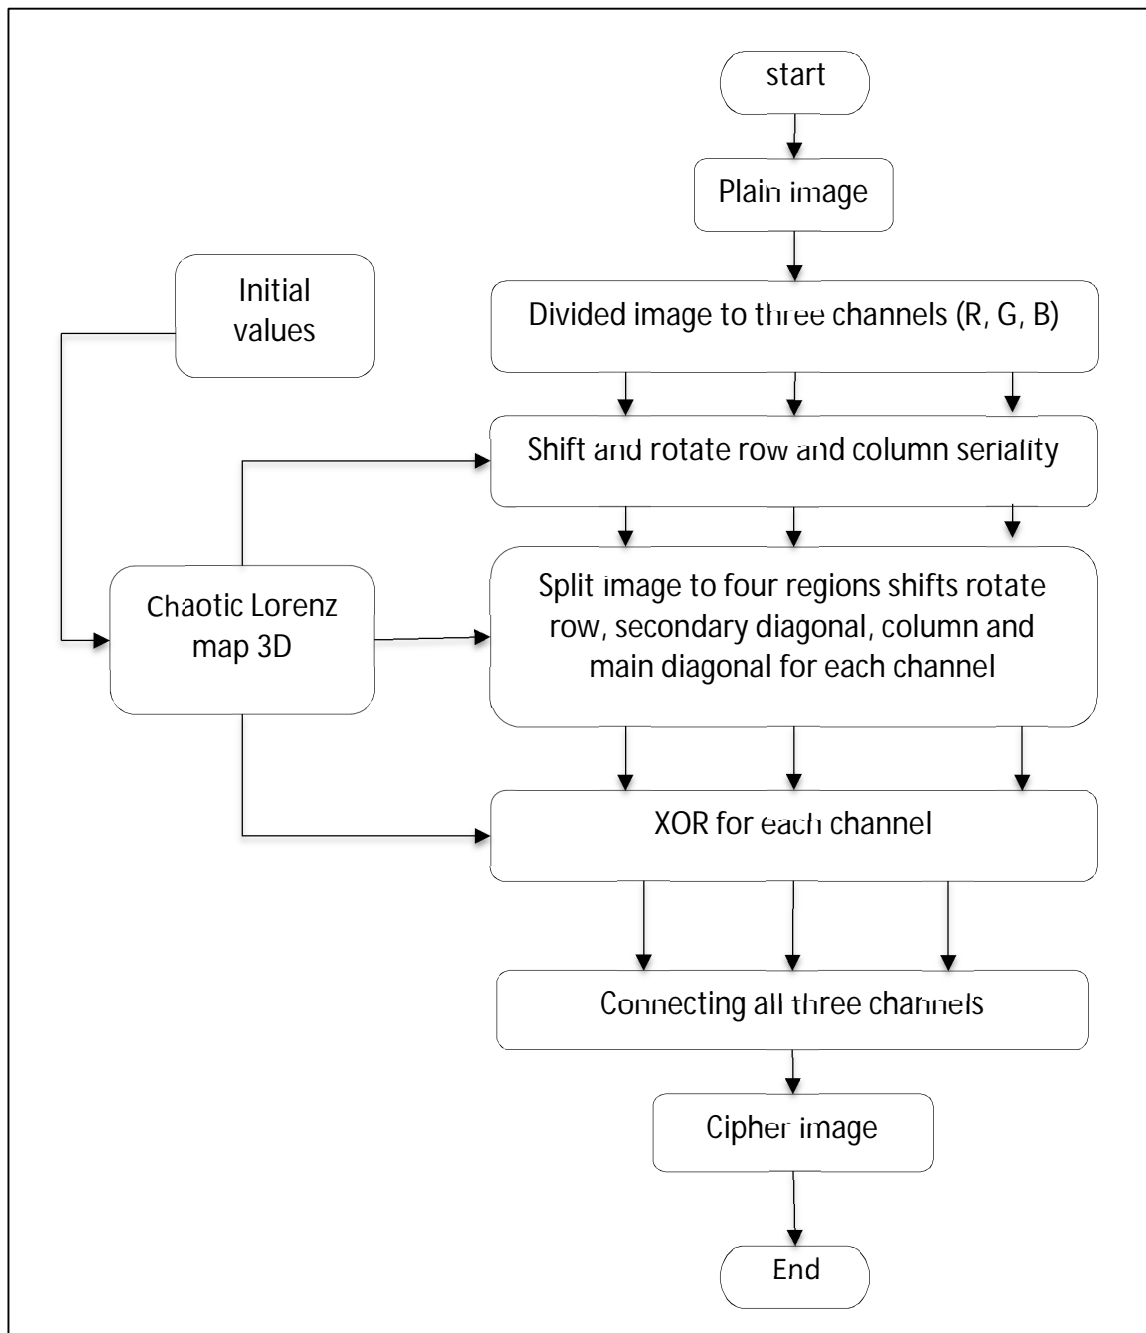 start
Plain image
Initial
values
Divided image to three channels (R, G, B)
Shift and rotate row and column seriality
Chaotic Lorenz
map 3D
Split image to four regions shifts rotate
row, secondary diagonal, column and
main diagonal for each channel
XOR for each channel
Connecting all three channels
Cipher image
End